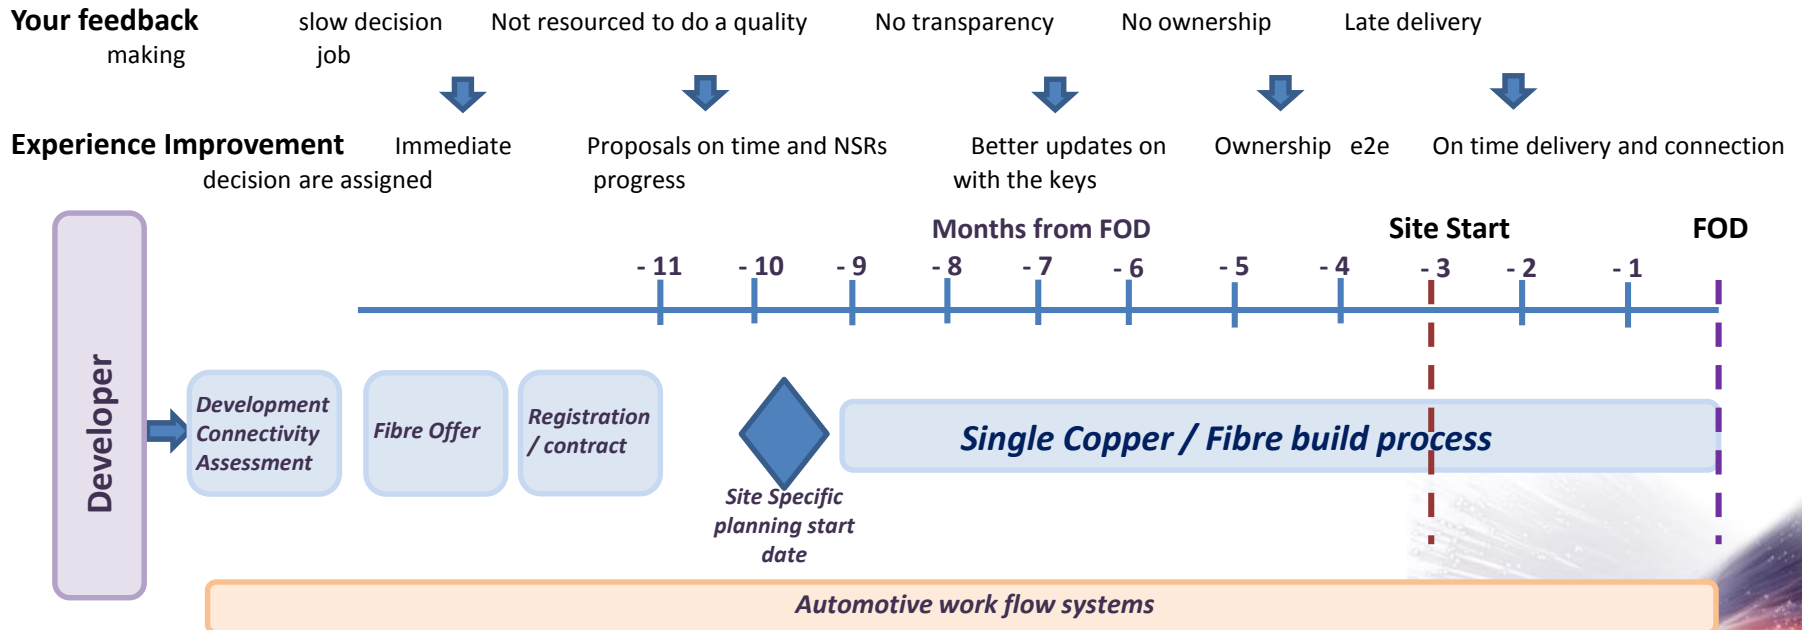 Your feedback slow decision Not resourced to do a quality No transparency No ownership Late delivery
making job
Experience Improvement Immediate Proposals on time and NSRs Better updates on Ownership e2e On time delivery and connection
decision are assigned progress with the keys
Months from FOD Site Start FOD
- 11 - 10 - 9 - 8 - 7 - 6 - 5 - 4 - 3 - 2 - 1
Developer
Development
Connectivity
Assessment
Fibre Offer
Registration
/ contract
Single Copper / Fibre build process
Site Specific
planning start
date
Automotive work flow systems